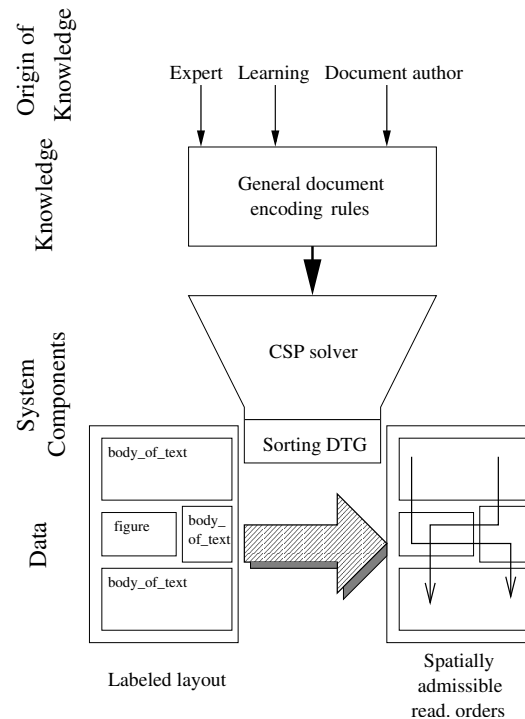 Origin of
Knowledge
Expert Learning Document author
Knowledge
General document
encoding rules
System
Components
CSP solver
Sorting DTG
Data
body_of_text
figure
body_
of_text
body_of_text
Labeled layout
Spatially
admissible
read. orders